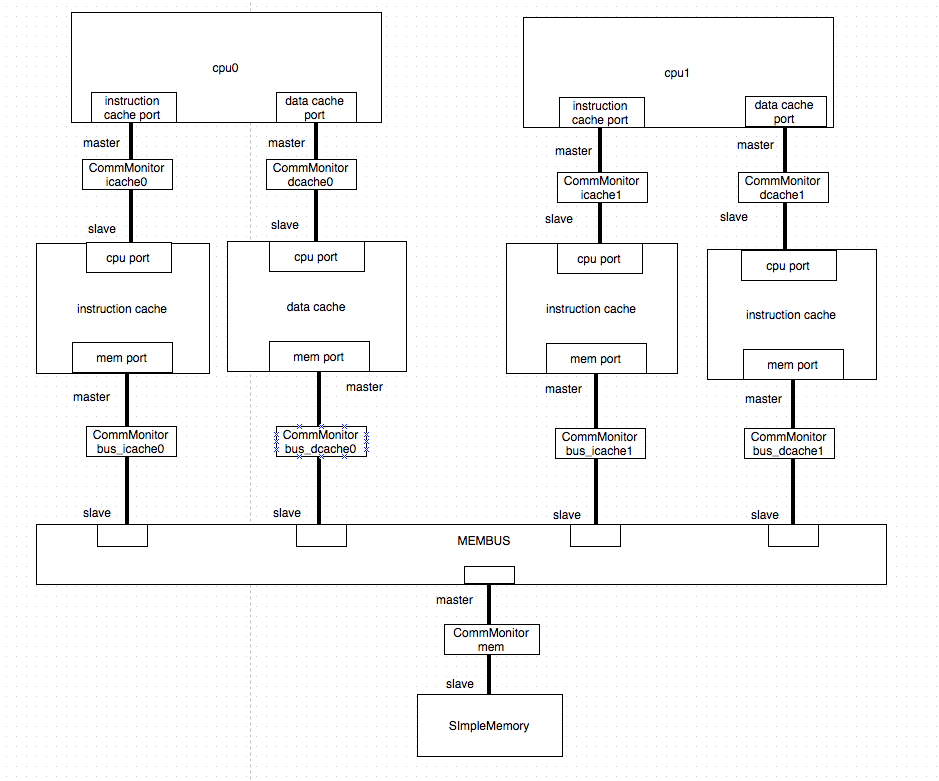 cpu0
cpu1
instruction
cache port
data cache
port
instruction
cache port
data cache
port
master
master
master
master
CommMonitor
icache0
CommMonitor
dcache0
CommMonitor
icache1
CommMonitor
dcache1
slave
slave
slave
slave
cpu port
cpu port
cpu port
cpu port
instruction cache
data cache
instruction cache
instruction cache
mem port
mem port
mem port
mem port
master
master
master
master
CommMonitor
bus_icache0
CommMonitor
bus_dcache0
CommMonitor
bus_icache1
CommMonitor
bus_dcache1
slave
slave
slave
slave
MEMBUS
master
CommMonitor
mem
slave
SImpleMemory